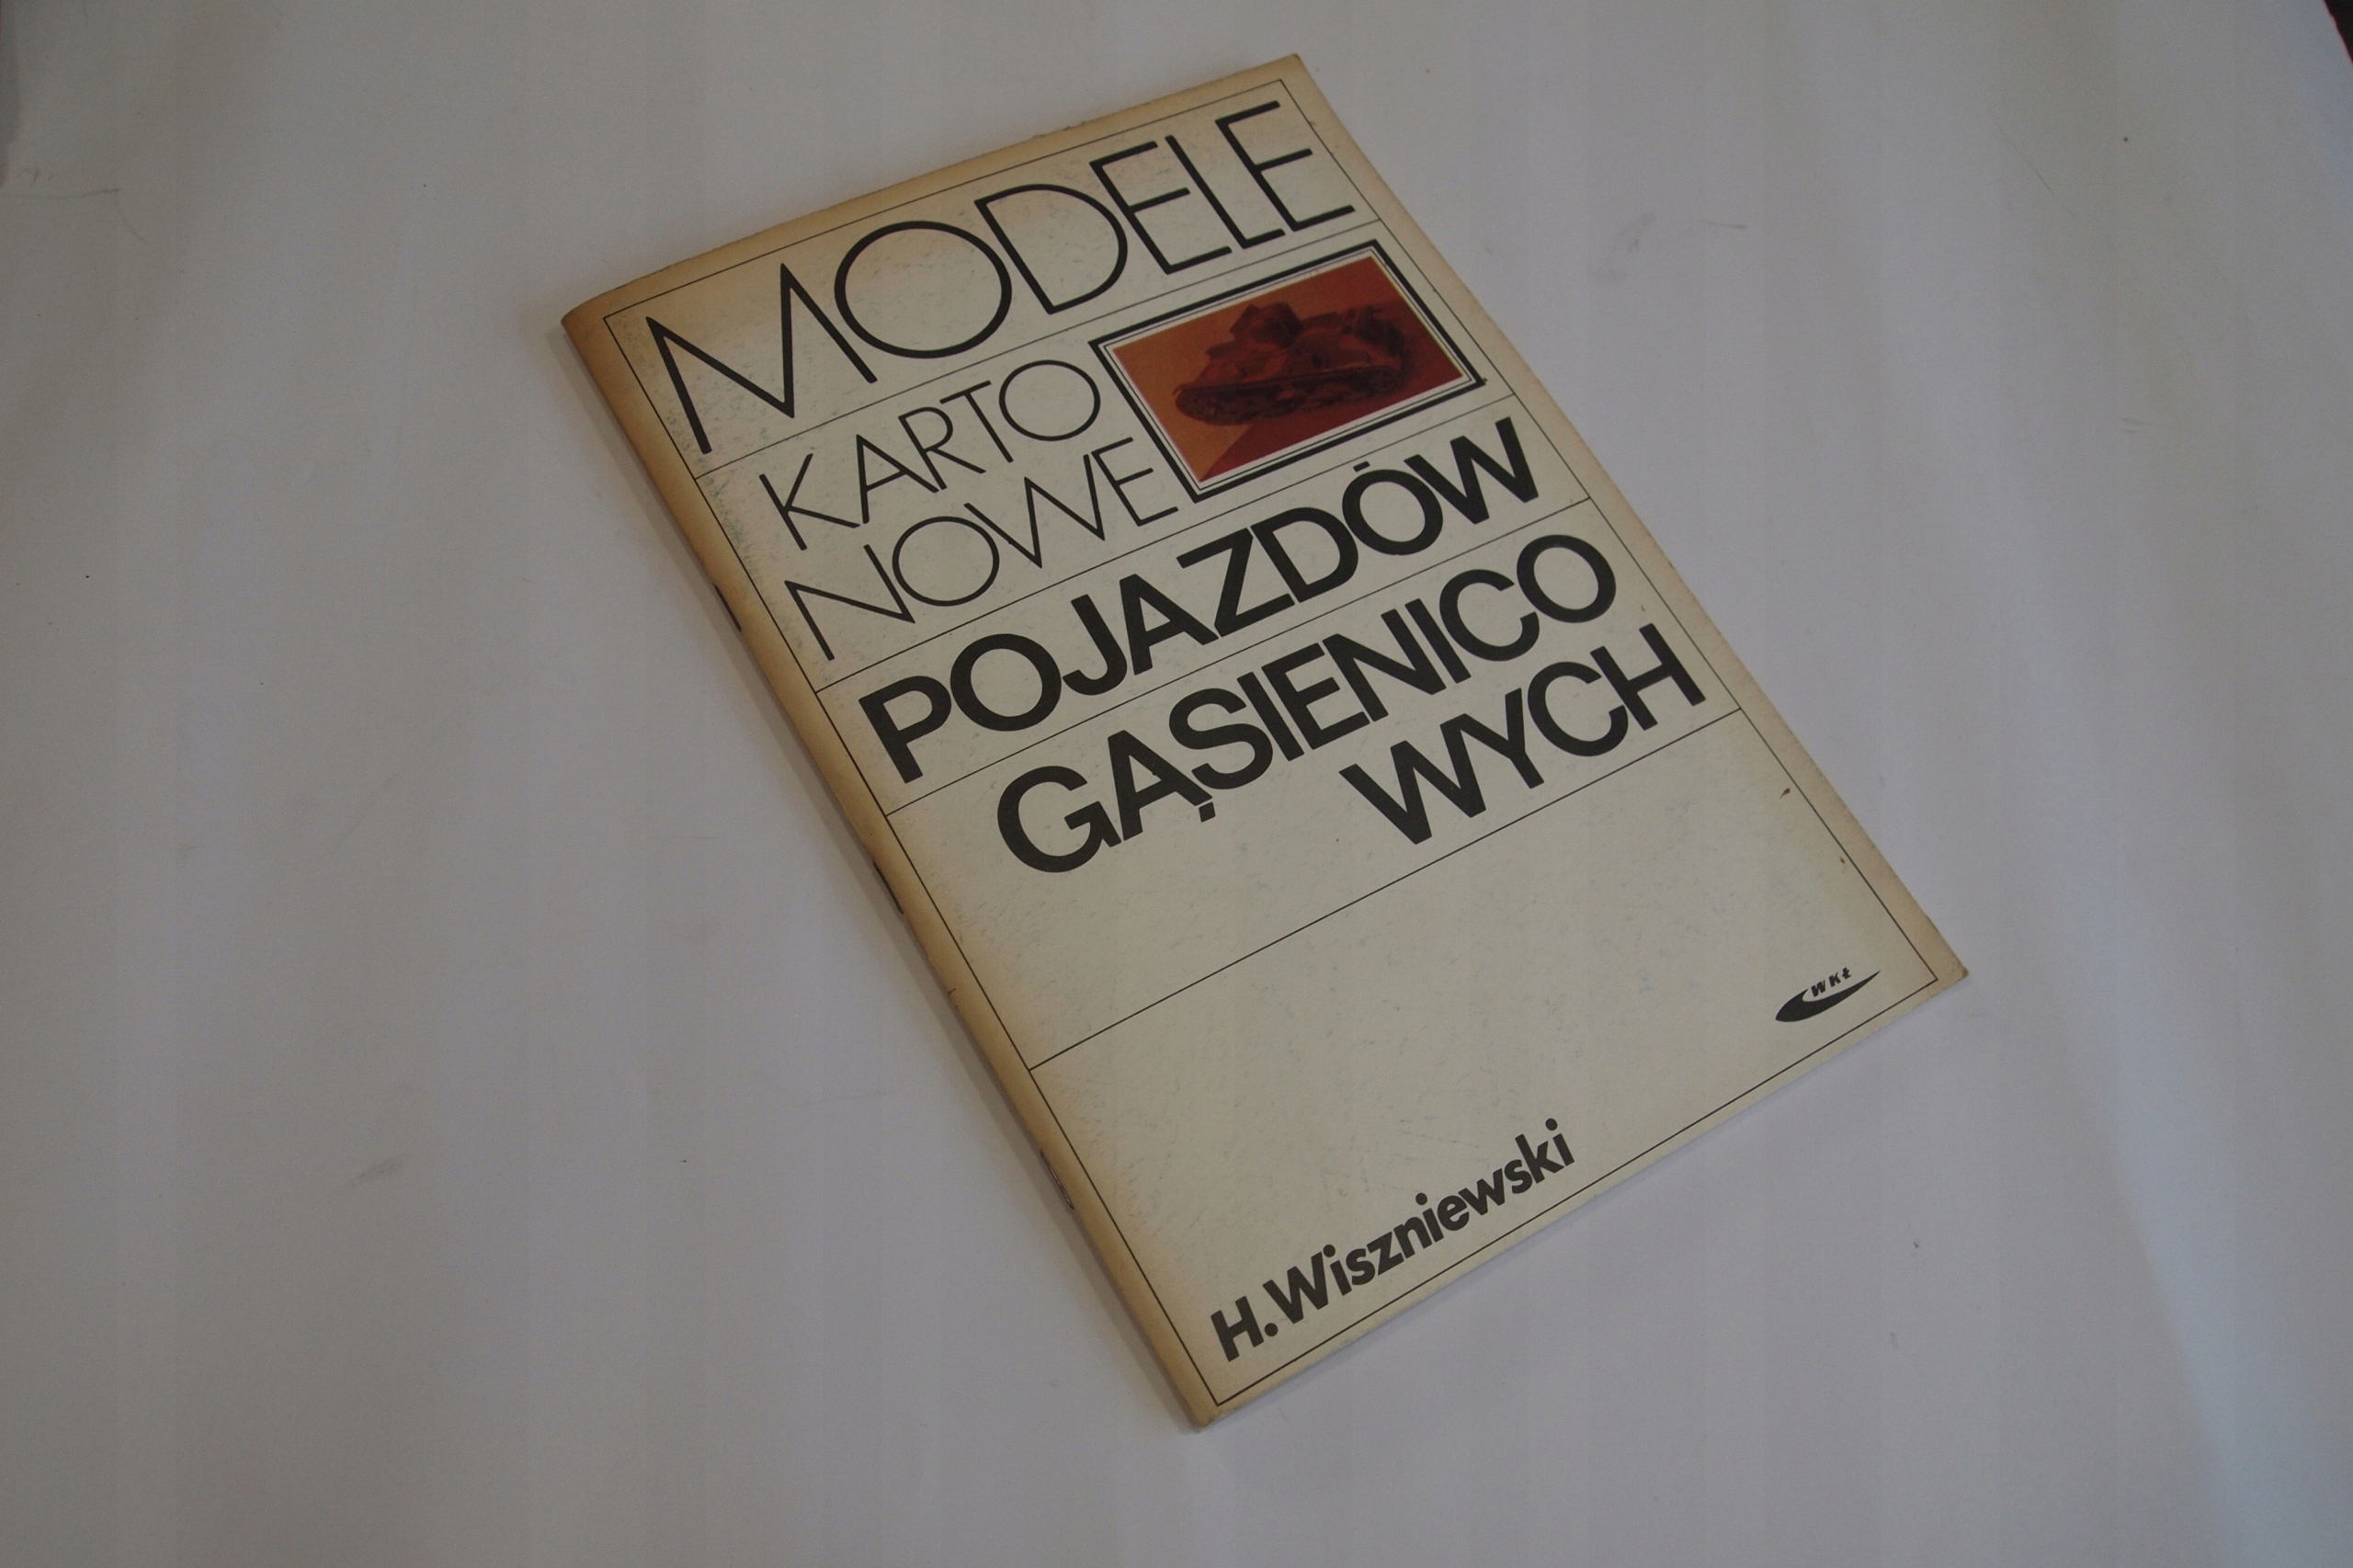 MODELE
KARTO
NOWE
POJAZDÓW
GĄSIENICO
WYCH
WKŁ
H. Wiszniewski